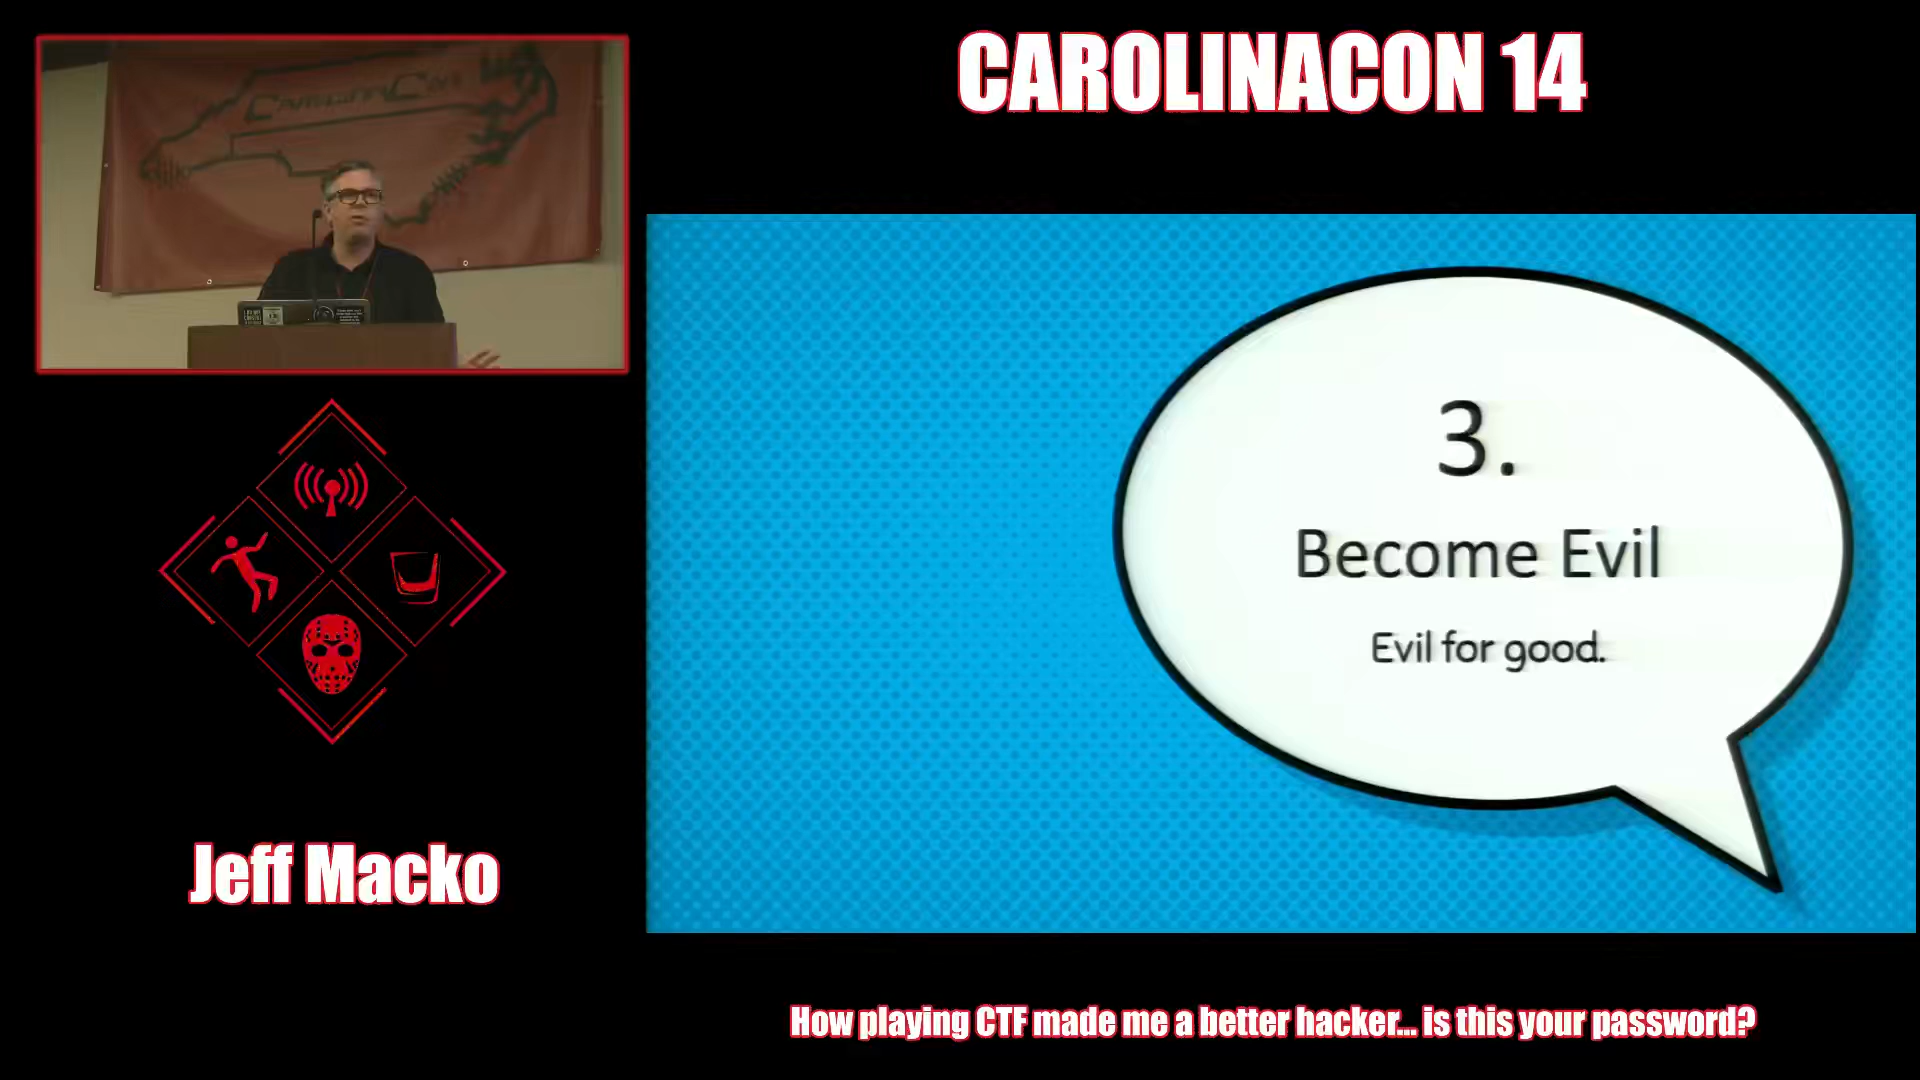 CAROLINACON 14
CAROLINACON
3.
Become Evil
Evil for good.
Jeff Macko
How playing CTF made me a better hacker... is this your password?